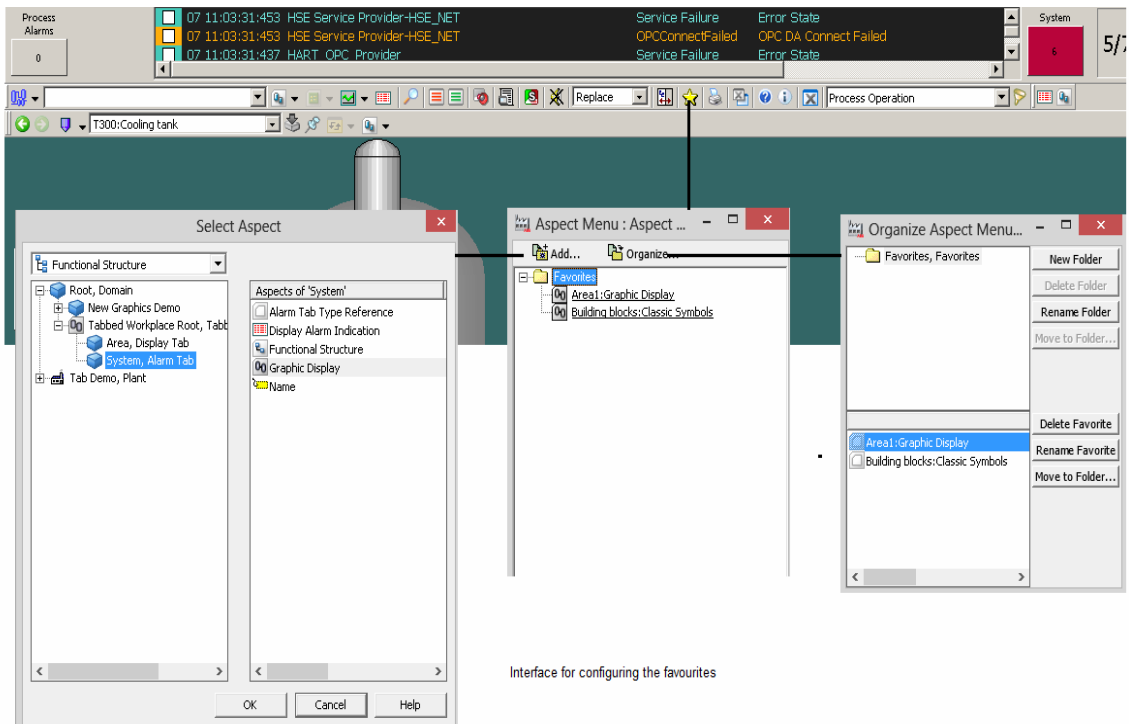 Process
Alarms
0
07 11:03:31:453 HSE Service Provider-HSE_NET Service Failure Error State
07 11:03:31:453 HSE Service Provider-HSE_NET OPCConnectFailed OPC DA Connect Failed
07 11:03:31:437 HART OPC Provider Service Failure Error State
System
6
5/7
Replace
Process Operation
T300:Cooling tank
Select Aspect
Functional Structure
Root, Domain
New Graphics Demo
Tabbed Workplace Root, Tabb
Area, Display Tab
System, Alarm Tab
Tab Demo, Plant
Aspects of 'System'
Alarm Tab Type Reference
Display Alarm Indication
Functional Structure
Graphic Display
Name
OK Cancel Help
Aspect Menu : Aspect ...
Add... Organize...
Favorites
Area1:Graphic Display
Building blocks:Classic Symbols
Organize Aspect Menu...
Favorites, Favorites
New Folder
Delete Folder
Rename Folder
Move to Folder...
Area1:Graphic Display
Building blocks:Classic Symbols
Delete Favorite
Rename Favorite
Move to Folder...
Interface for configuring the favourites